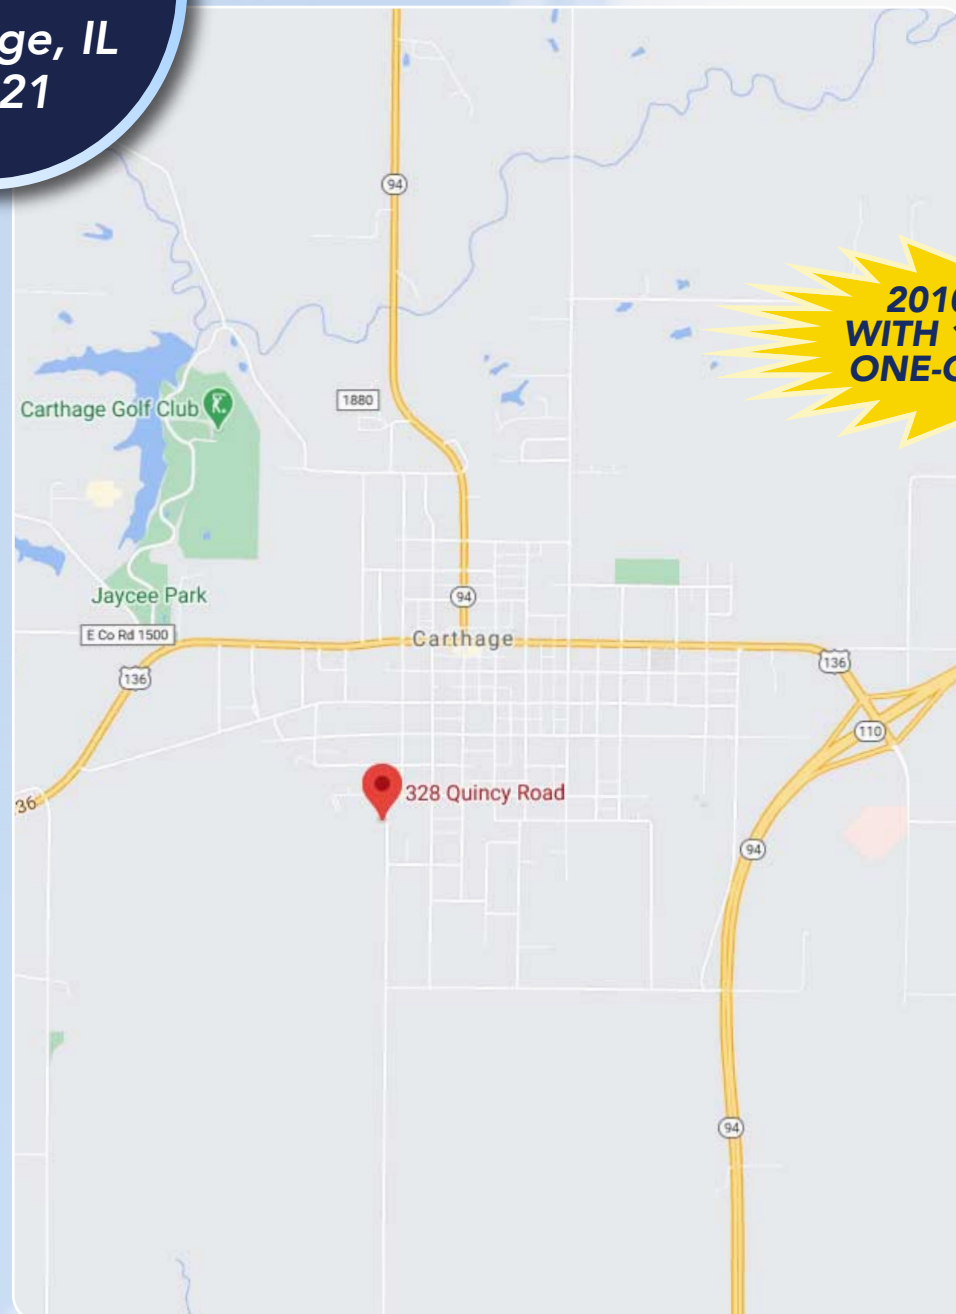 ge, IL
21
94
2010
WITH
ONE-
Carthage Golf Club
1880
94
Jaycee Park
E Co Rd 1500
Carthage
136
136
110
36
328 Quincy Road
94
94